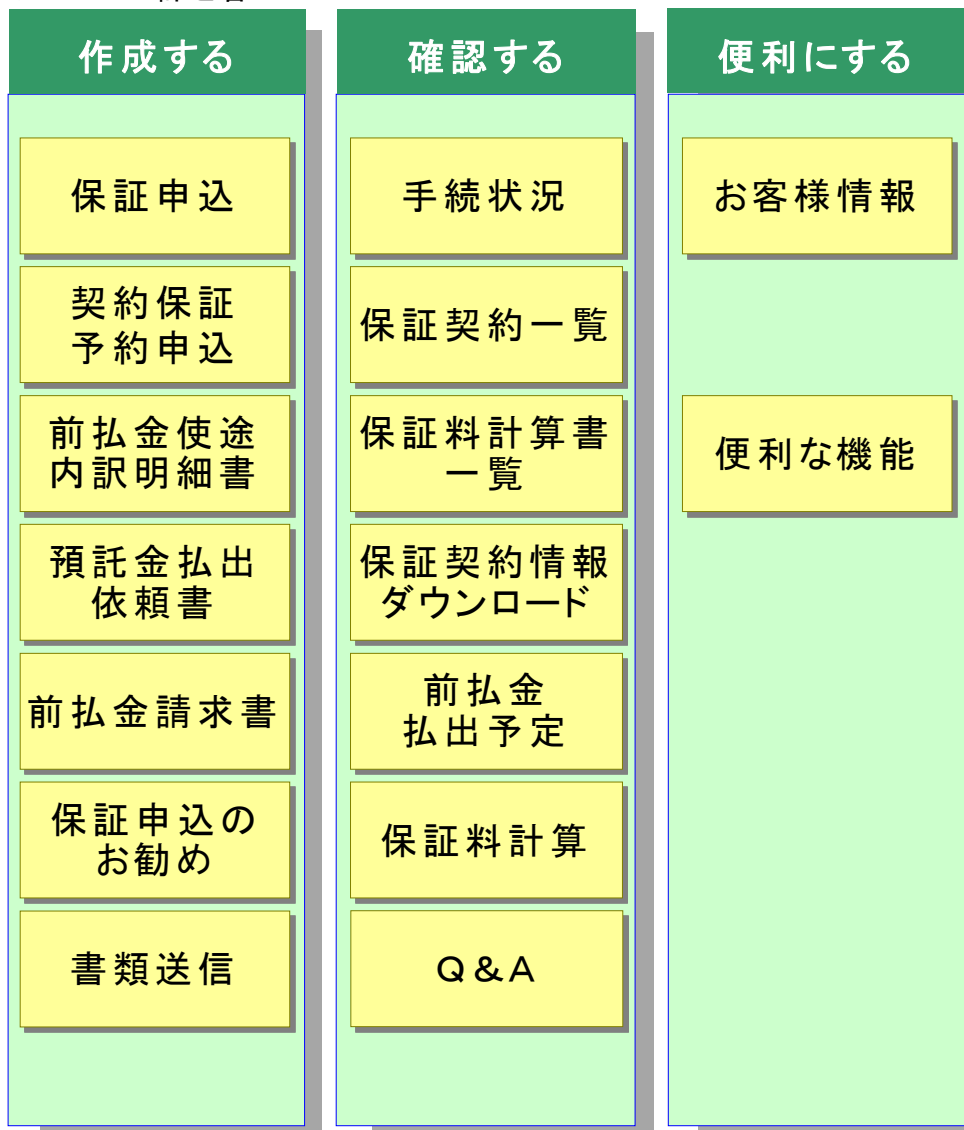 作成する
保証申込
契約保証
予約申込
前払金使途
内訳明細書
預託金払出
依頼書
前払金請求書
保証申込の
お勧め
書類送信
確認する
手続状況
保証契約一覧
保証料計算書
一覧
保証契約情報
ダウンロード
前払金
払出予定
保証料計算
Q&A
便利にする
お客様情報
便利な機能